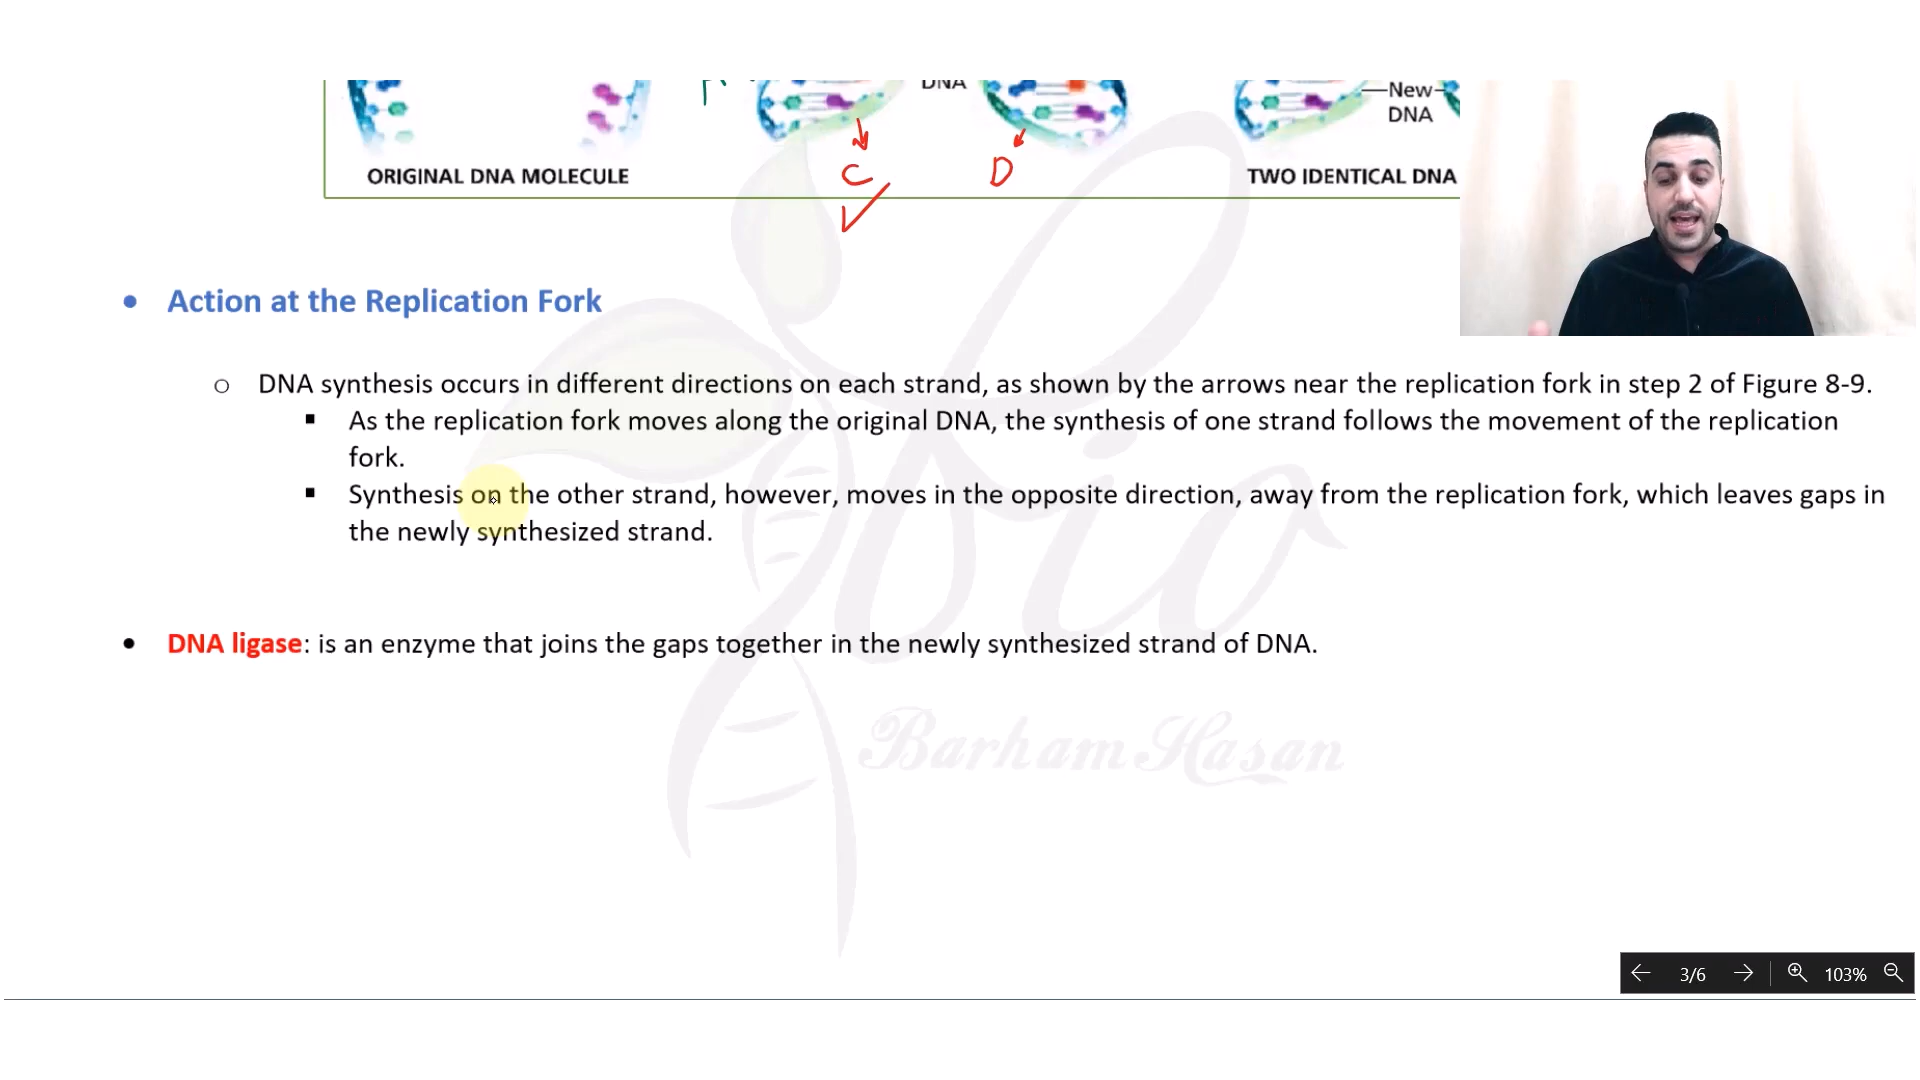 DNA
New
DNA
ORIGINAL DNA MOLECULE
C
D
TWO IDENTICAL DNA
• Action at the Replication Fork
o DNA synthesis occurs in different directions on each strand, as shown by the arrows near the replication fork in step 2 of Figure 8-9.
▪ As the replication fork moves along the original DNA, the synthesis of one strand follows the movement of the replication
fork.
▪ Synthesis on the other strand, however, moves in the opposite direction, away from the replication fork, which leaves gaps in
the newly synthesized strand.
• DNA ligase: is an enzyme that joins the gaps together in the newly synthesized strand of DNA.
Bio
Barham Hasan
3/6
103%